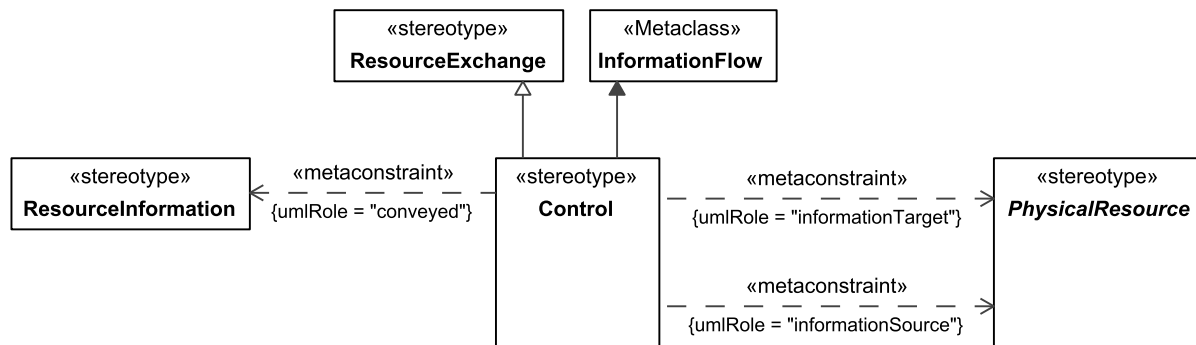 «stereotype»
ResourceExchange
«Metaclass»
InformationFlow
«stereotype»
ResourceInformation
«metaconstraint»
{umlRole = "conveyed"}
«stereotype»
Control
«metaconstraint»
{umlRole = "informationTarget"}
«metaconstraint»
{umlRole = "informationSource"}
«stereotype»
PhysicalResource